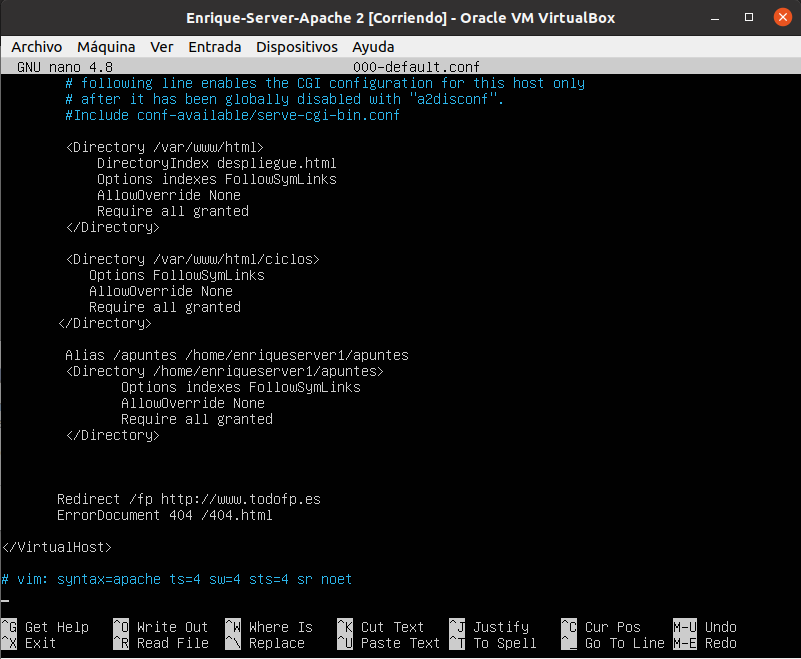 Enrique-Server-Apache 2 [Corriendo] - Oracle VM VirtualBox
Archivo Máquina Ver Entrada Dispositivos Ayuda
GNU nano 4.8 000-default.conf
# following line enables the CGI configuration for this host only
# after it has been globally disabled with "a2disconf".
#Include conf-available/serve-cgi-bin.conf
<Directory /var/www/html>
DirectoryIndex despliegue.html
Options indexes FollowSymLinks
AllowOverride None
Require all granted
</Directory>
<Directory /var/www/html/ciclos>
Options FollowSymLinks
AllowOverride None
Require all granted
</Directory>
Alias /apuntes /home/enriqueserver1/apuntes
<Directory /home/enriqueserver1/apuntes>
Options indexes FollowSymLinks
AllowOverride None
Require all granted
</Directory>
Redirect /fp http://www.todofp.es
ErrorDocument 404 /404.html
</VirtualHost>
# vim: syntax=apache ts=4 sw=4 sts=4 sr noet
^G Get Help ^O Write Out ^W Where Is ^K Cut Text ^J Justify ^C Cur Pos M-U Undo
^X Exit ^R Read File ^\ Replace ^U Paste Text ^T To Spell ^_ Go To Line M-E Redo